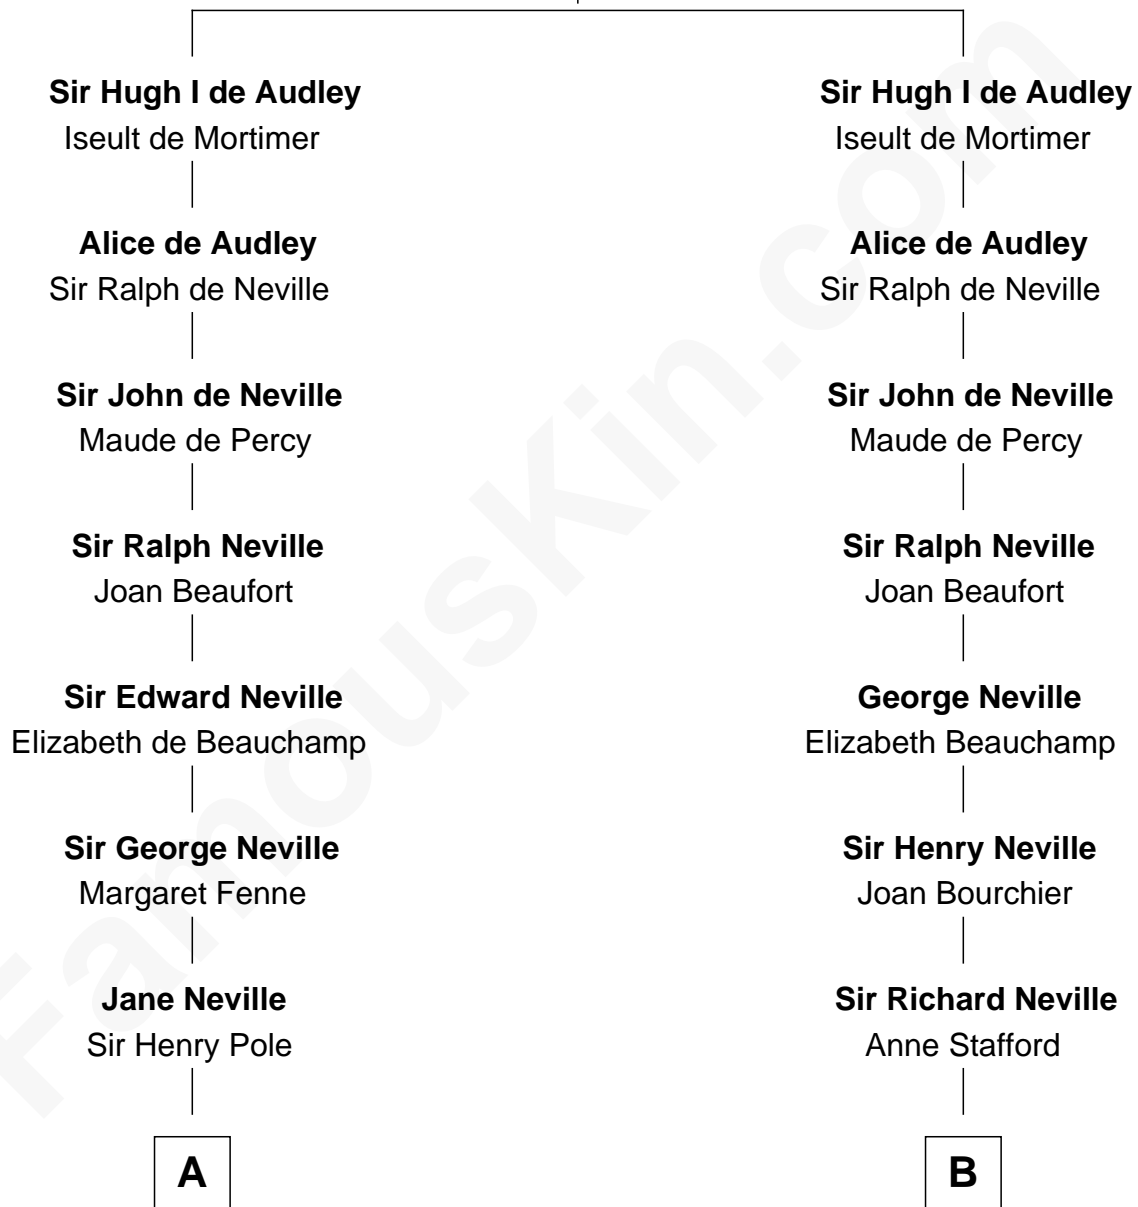 Sir Hugh I de Audley
Iseult de Mortimer
Alice de Audley
Sir Ralph de Neville
Sir John de Neville
Maude de Percy
Sir Ralph Neville
Joan Beaufort
Sir Edward Neville
Elizabeth de Beauchamp
Sir George Neville
Margaret Fenne
Jane Neville
Sir Henry Pole
A
Sir Hugh I de Audley
Iseult de Mortimer
Alice de Audley
Sir Ralph de Neville
Sir John de Neville
Maude de Percy
Sir Ralph Neville
Joan Beaufort
George Neville
Elizabeth Beauchamp
Sir Henry Neville
Joan Bourchier
Sir Richard Neville
Anne Stafford
B
FamousKin.com